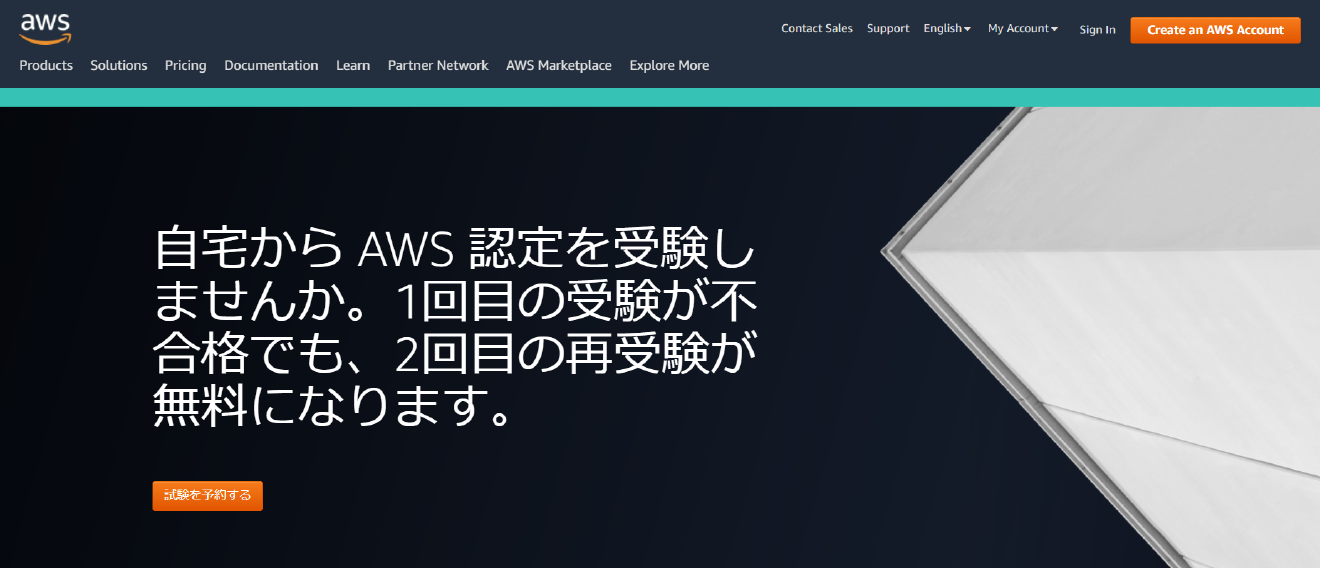 aws
Contact Sales Support English My Account Sign In Create an AWS Account
Products Solutions Pricing Documentation Learn Partner Network AWS Marketplace Explore More
自宅から AWS 認定を受験し
ませんか。1回目の受験が不
合格でも、2回目の再受験が
無料になります。
試験を予約する